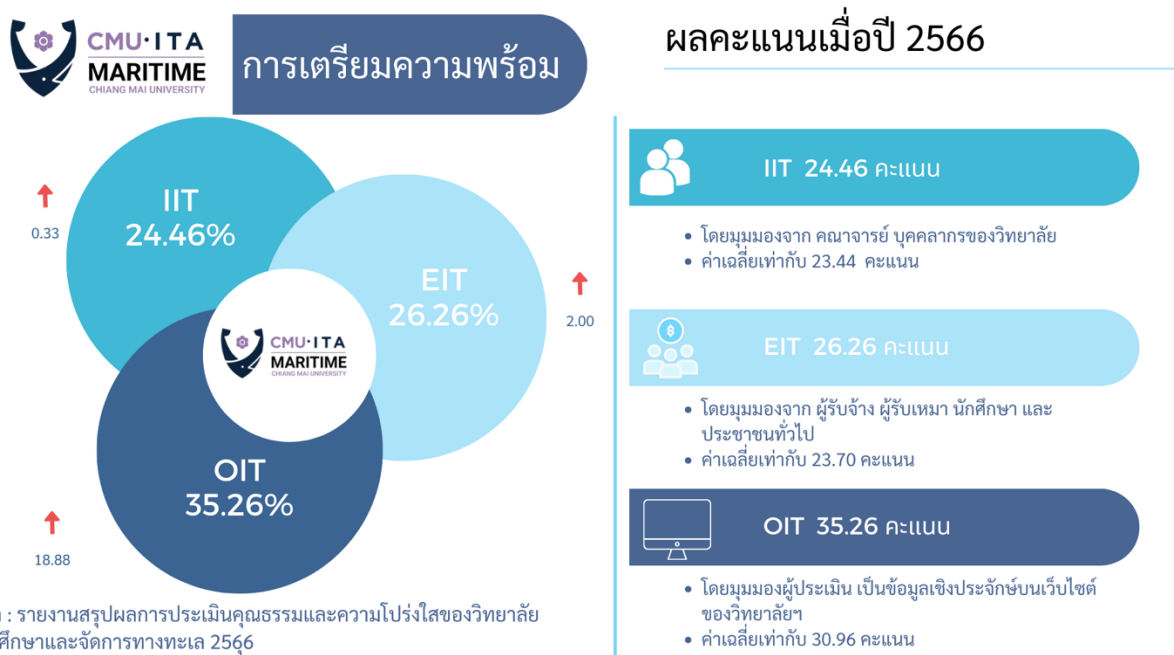 CMU·ITA
MARITIME
CHIANG MAI UNIVERSITY
การเตรียมความพร้อม
ผลคะแนนเมื่อปี 2566
IIT
24.46%
0.33
EIT
26.26%
2.00
CMU·ITA
MARITIME
CHIANG MAI UNIVERSITY
OIT
35.26%
18.88
: รายงานสรุปผลการประเมินคุณธรรมและความโปร่งใสของวิทยาลัย
ศึกษาและจัดการทางทะเล 2566
IIT 24.46 คะแนน
• โดยมุมมองจาก คณาจารย์ บุคคลากรของวิทยาลัย
• ค่าเฉลี่ยเท่ากับ 23.44 คะแนน
EIT 26.26 คะแนน
• โดยมุมมองจาก ผู้รับจ้าง ผู้รับเหมา นักศึกษา และ
ประชาชนทั่วไป
• ค่าเฉลี่ยเท่ากับ 23.70 คะแนน
OIT 35.26 คะแนน
• โดยมุมมองผู้ประเมิน เป็นข้อมูลเชิงประจักษ์บนเว็บไซต์
ของวิทยาลัยฯ
• ค่าเฉลี่ยเท่ากับ 30.96 คะแนน